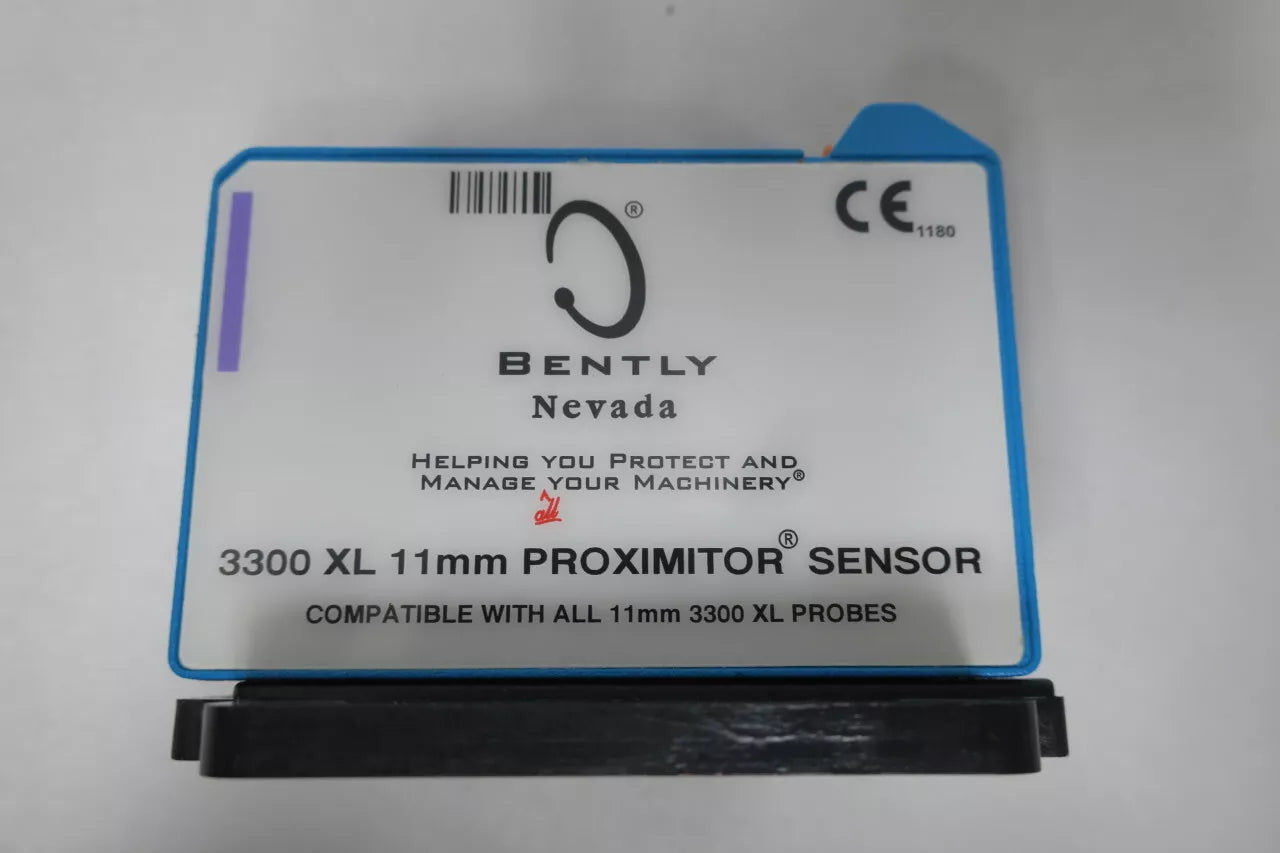 ®
CE 1180
BENTLY
Nevada
HELPING YOU PROTECT AND
MANAGE ^ YOUR MACHINERY®
all
3300 XL 11mm PROXIMITOR® SENSOR
COMPATIBLE WITH ALL 11mm 3300 XL PROBES